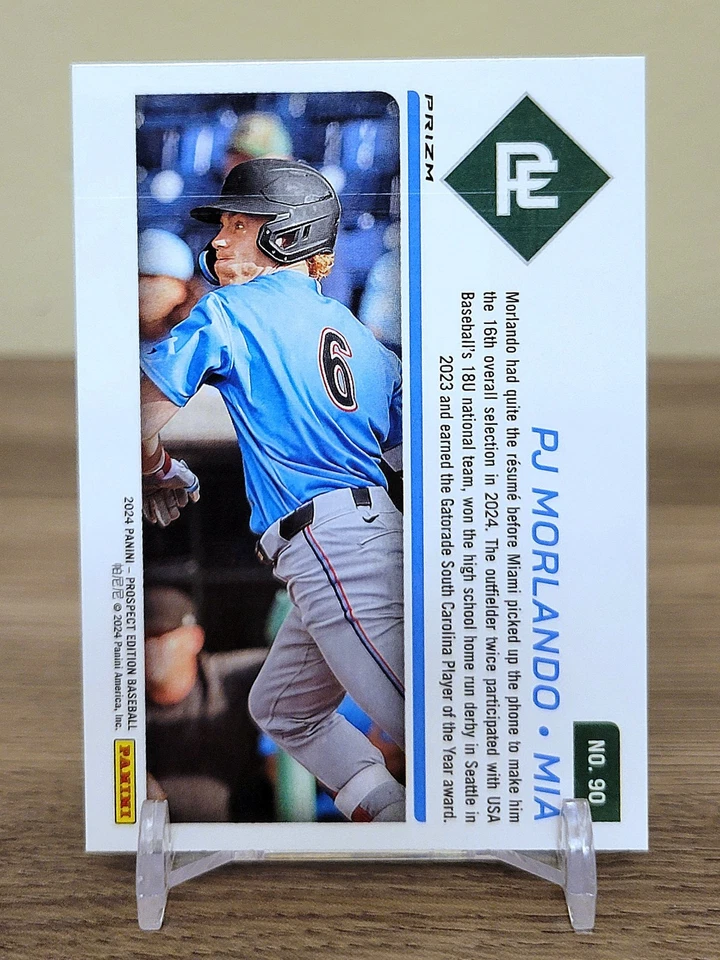 NO. 90
PJ MORLANDO • MIA
Morlando had quite the résumé before Miami picked up the phone to make him
the 16th overall selection in 2024. The outfielder twice participated with USA
Baseball's 18U national team, won the high school home run derby in Seattle in
2023 and earned the Gatorade South Carolina Player of the Year award.
PRIZM
6
2024 PANINI – PROSPECT EDITION BASEBALL
© 2024 Panini America, Inc.
PANINI